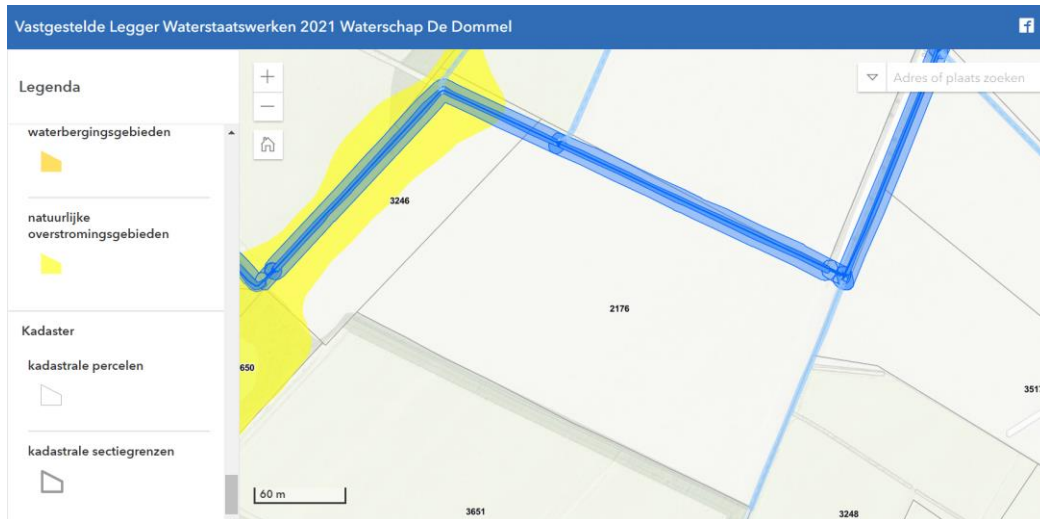 Vastgestelde Legger Waterstaatswerken 2021 Waterschap De Dommel
Legenda
Adres of plaats zoeken
waterbergingsgebieden
natuurlijke
overstromingsgebieden
Kadaster
kadastrale percelen
kadastrale sectiegrenzen
3246
2176
650
3517
60 m
3651
3248